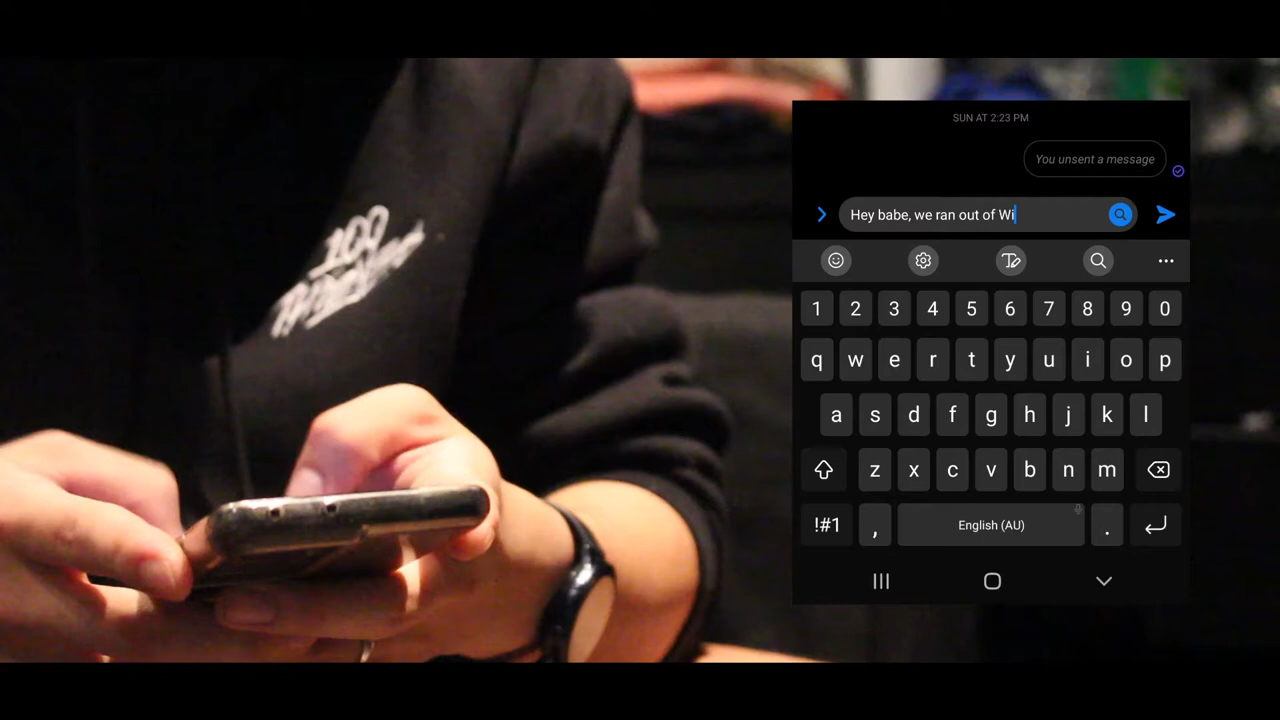 100
SUN AT 2:23 PM
You unsent a message
Hey babe, we ran out of Wi
1 2 3 4 5 6 7 8 9 0
q w e r t y u i o p
a s d f g h j k l
z x c v b n m
!#1 , English (AU) .